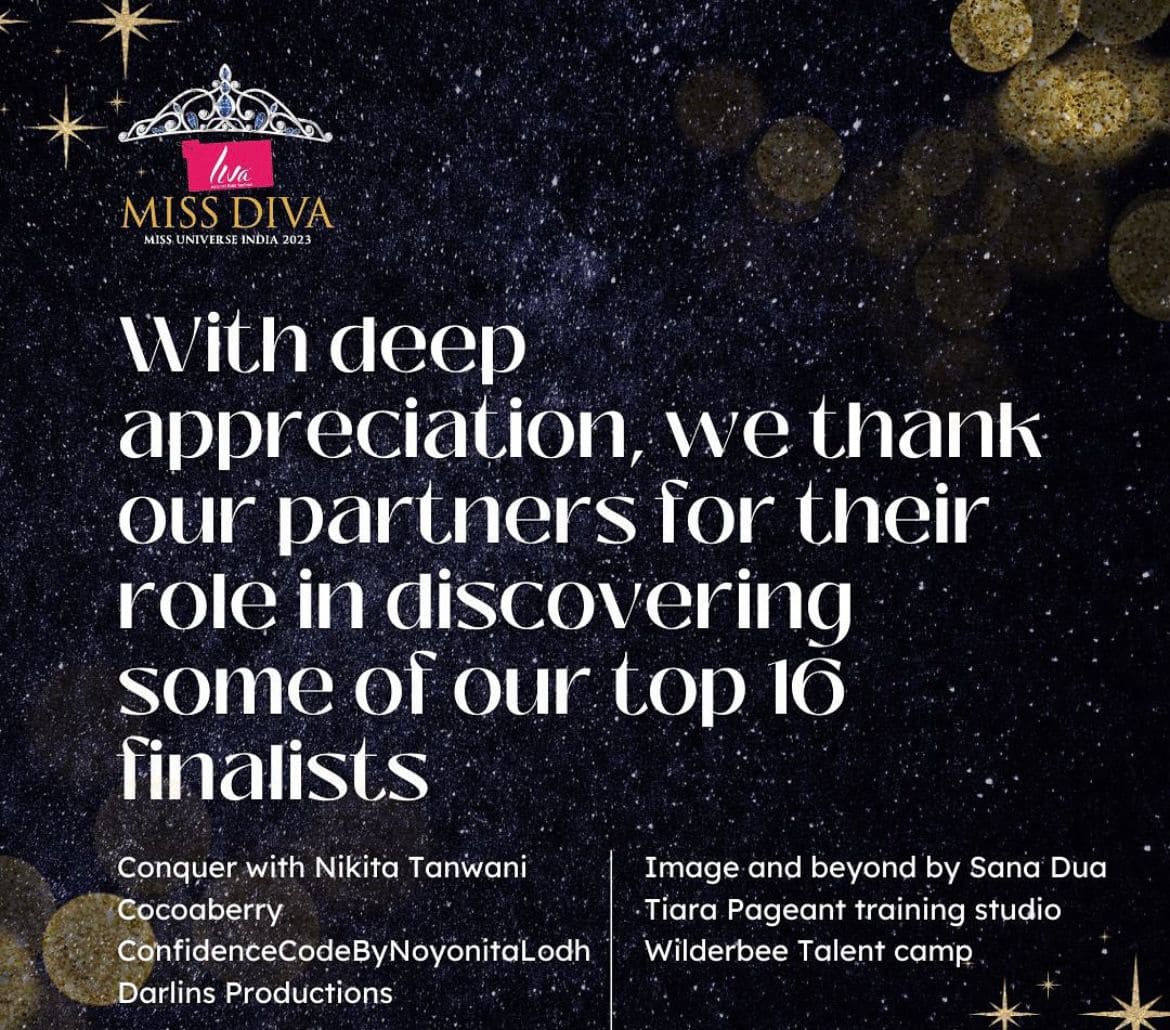 Liva
MISS DIVA
MISS UNIVERSE INDIA 2023
With deep
appreciation, we thank
our partners for their
role in discovering
some of our top 16
finalists
Conquer with Nikita Tanwani
Cocoaberry
ConfidenceCodeByNoyonitaLodh
Darlins Productions
Image and beyond by Sana Dua
Tiara Pageant training studio
Wilderbee Talent camp